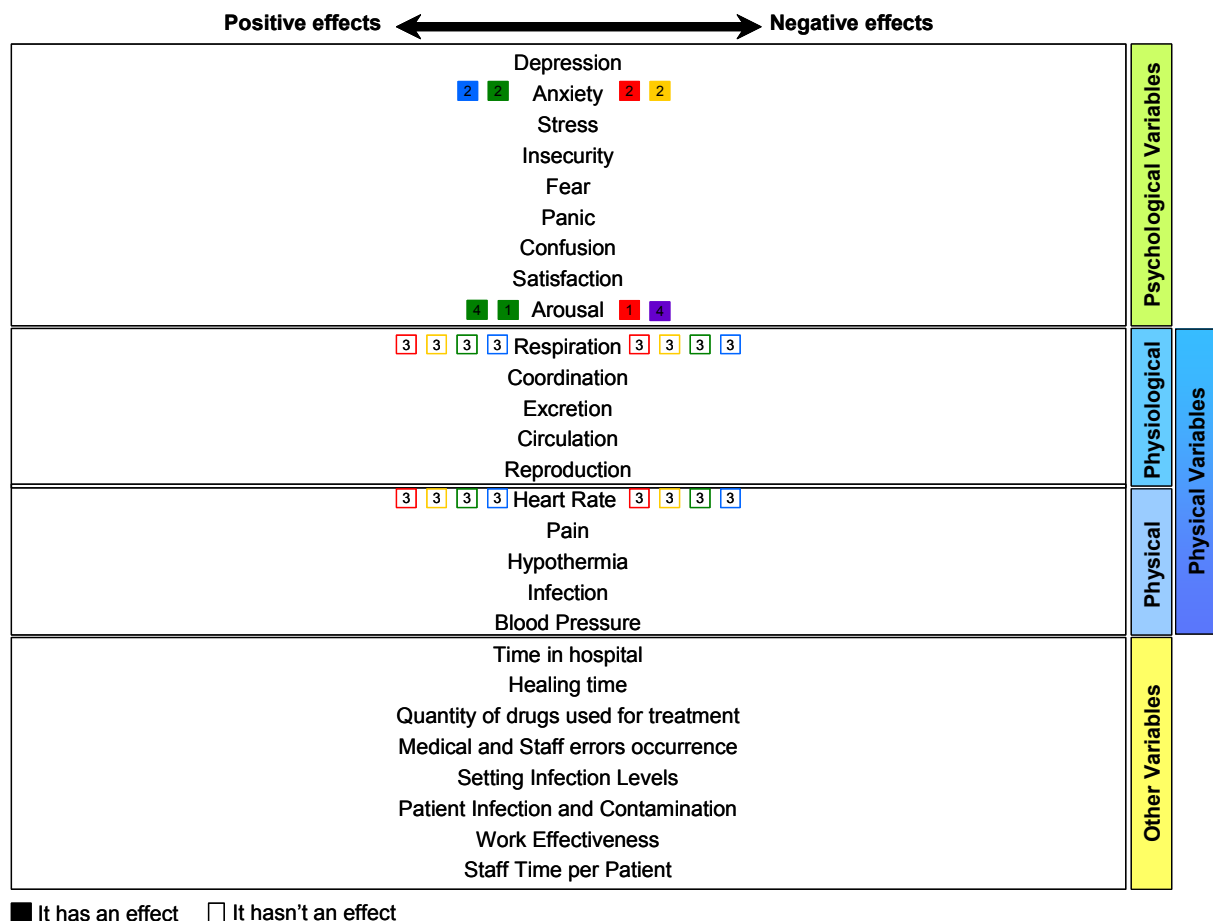 Positive effects Negative effects
Depression
2 2 Anxiety 2 2
Stress
Insecurity
Fear
Panic
Confusion
Satisfaction
4 1 Arousal 1 4
Psychological Variables
3 3 3 3 Respiration 3 3 3 3
Coordination
Excretion
Circulation
Reproduction
Physiological
3 3 3 3 Heart Rate 3 3 3 3
Pain
Hypothermia
Infection
Blood Pressure
Physical
Physical Variables
Time in hospital
Healing time
Quantity of drugs used for treatment
Medical and Staff errors occurrence
Setting Infection Levels
Patient Infection and Contamination
Work Effectiveness
Staff Time per Patient
Other Variables
It has an effect It hasn't an effect